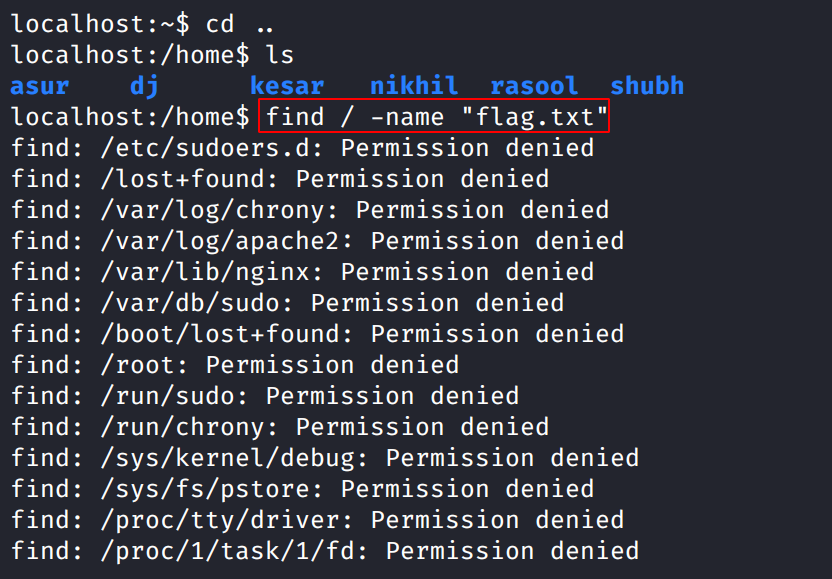 localhost:~$ cd ..
localhost:/home$ ls
asur    dj      kesar   nikhil  rasool  shubh
localhost:/home$ find / -name "flag.txt"
find: /etc/sudoers.d: Permission denied
find: /lost+found: Permission denied
find: /var/log/chrony: Permission denied
find: /var/log/apache2: Permission denied
find: /var/lib/nginx: Permission denied
find: /var/db/sudo: Permission denied
find: /boot/lost+found: Permission denied
find: /root: Permission denied
find: /run/sudo: Permission denied
find: /run/chrony: Permission denied
find: /sys/kernel/debug: Permission denied
find: /sys/fs/pstore: Permission denied
find: /proc/tty/driver: Permission denied
find: /proc/1/task/1/fd: Permission denied